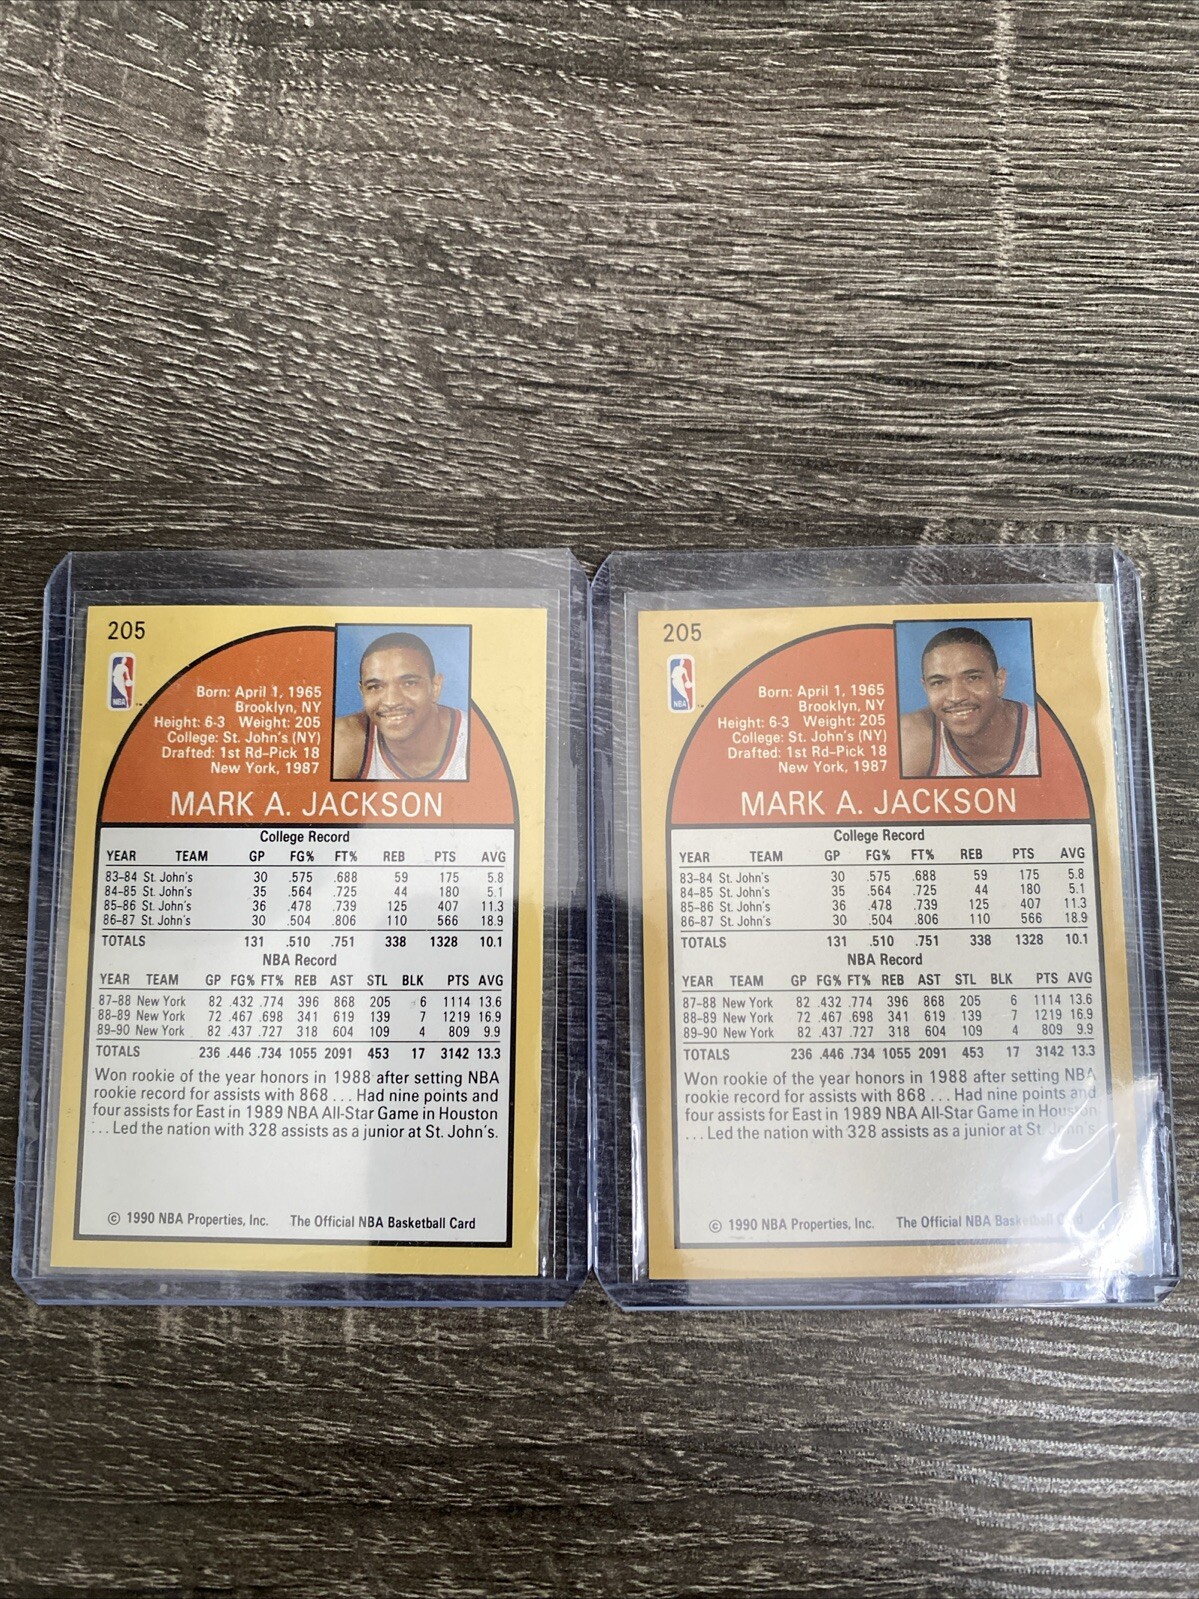 205
NBA
Born: April 1, 1965
Brooklyn, NY
Height: 6-3 Weight: 205
College: St. John's (NY)
Drafted: 1st Rd–Pick 18
New York, 1987
MARK A. JACKSON
College Record
YEAR TEAM GP FG% FT% REB PTS AVG
83–84 St. John's 30 .575 .688 59 175 5.8
84–85 St. John's 35 .564 .725 44 180 5.1
85–86 St. John's 36 .478 .739 125 407 11.3
86–87 St. John's 30 .504 .806 110 566 18.9
TOTALS 131 .510 .751 338 1328 10.1
NBA Record
YEAR TEAM GP FG% FT% REB AST STL BLK PTS AVG
87–88 New York 82 .432 .774 396 868 205 6 1114 13.6
88–89 New York 72 .467 .698 341 619 139 7 1219 16.9
89–90 New York 82 .437 .727 318 604 109 4 809 9.9
TOTALS 236 .446 .734 1055 2091 453 17 3142 13.3
Won rookie of the year honors in 1988 after setting NBA
rookie record for assists with 868 . . . Had nine points and
four assists for East in 1989 NBA All-Star Game in Houston
. . . Led the nation with 328 assists as a junior at St. John's.
© 1990 NBA Properties, Inc. The Official NBA Basketball Card
205
NBA
Born: April 1, 1965
Brooklyn, NY
Height: 6-3 Weight: 205
College: St. John's (NY)
Drafted: 1st Rd–Pick 18
New York, 1987
MARK A. JACKSON
College Record
YEAR TEAM GP FG% FT% REB PTS AVG
83–84 St. John's 30 .575 .688 59 175 5.8
84–85 St. John's 35 .564 .725 44 180 5.1
85–86 St. John's 36 .478 .739 125 407 11.3
86–87 St. John's 30 .504 .806 110 566 18.9
TOTALS 131 .510 .751 338 1328 10.1
NBA Record
YEAR TEAM GP FG% FT% REB AST STL BLK PTS AVG
87–88 New York 82 .432 .774 396 868 205 6 1114 13.6
88–89 New York 72 .467 .698 341 619 139 7 1219 16.9
89–90 New York 82 .437 .727 318 604 109 4 809 9.9
TOTALS 236 .446 .734 1055 2091 453 17 3142 13.3
Won rookie of the year honors in 1988 after setting NBA
rookie record for assists with 868 . . . Had nine points and
four assists for East in 1989 NBA All-Star Game in Houston
. . . Led the nation with 328 assists as a junior at St. John's
© 1990 NBA Properties, Inc. The Official NBA Basketball Card